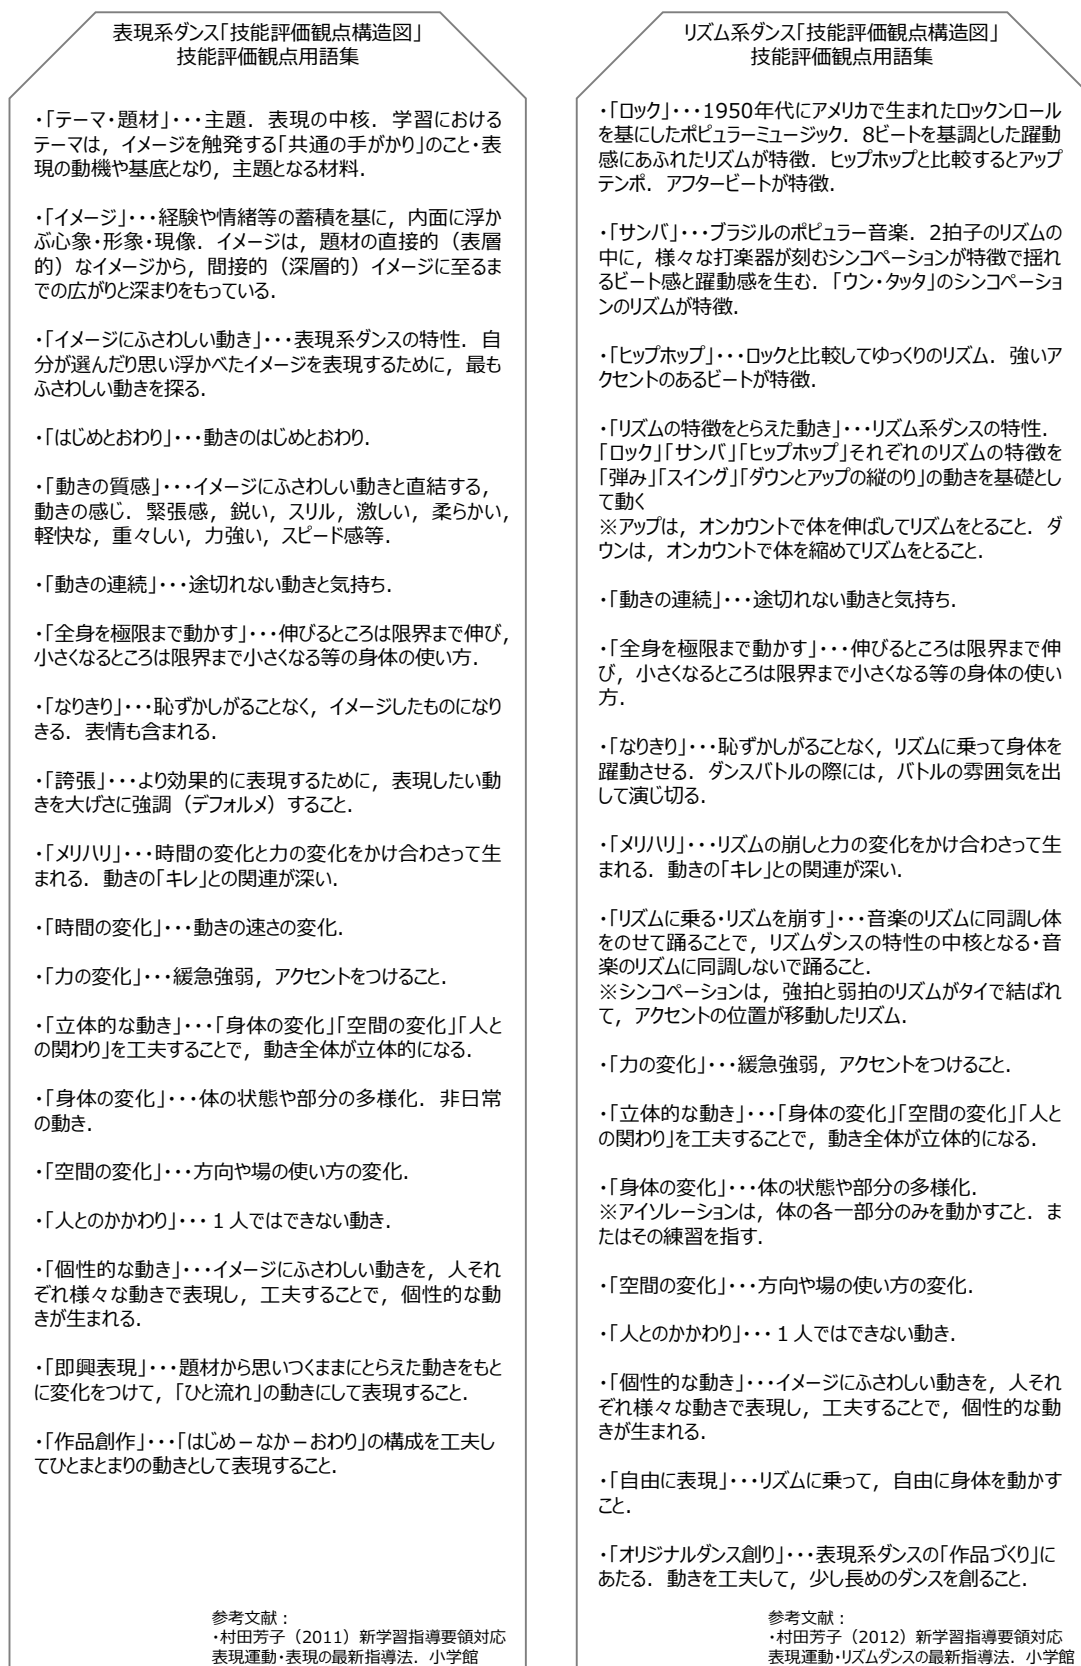 表現系ダンス「技能評価観点構造図」
技能評価観点用語集
・「テーマ・題材」・・・主題．表現の中核．学習における
テーマは，イメージを触発する「共通の手がかり」のこと・表
現の動機や基底となり，主題となる材料．
・「イメージ」・・・経験や情緒等の蓄積を基に，内面に浮か
ぶ心象・形象・現像．イメージは，題材の直接的（表層
的）なイメージから，間接的（深層的）イメージに至るま
での広がりと深まりをもっている．
・「イメージにふさわしい動き」・・・表現系ダンスの特性．自
分が選んだり思い浮かべたイメージを表現するために，最も
ふさわしい動きを探る．
・「はじめとおわり」・・・動きのはじめとおわり．
・「動きの質感」・・・イメージにふさわしい動きと直結する，
動きの感じ．緊張感，鋭い，スリル，激しい，柔らかい，
軽快な，重々しい，力強い，スピード感等．
・「動きの連続」・・・途切れない動きと気持ち．
・「全身を極限まで動かす」・・・伸びるところは限界まで伸び，
小さくなるところは限界まで小さくなる等の身体の使い方．
・「なりきり」・・・恥ずかしがることなく，イメージしたものになり
きる．表情も含まれる．
・「誇張」・・・より効果的に表現するために，表現したい動
きを大げさに強調（デフォルメ）すること．
・「メリハリ」・・・時間の変化と力の変化をかけ合わさって生
まれる．動きの「キレ」との関連が深い．
・「時間の変化」・・・動きの速さの変化．
・「力の変化」・・・緩急強弱，アクセントをつけること．
・「立体的な動き」・・・「身体の変化」「空間の変化」「人と
の関わり」を工夫することで，動き全体が立体的になる．
・「身体の変化」・・・体の状態や部分の多様化．非日常
の動き．
・「空間の変化」・・・方向や場の使い方の変化．
・「人とのかかわり」・・・１人ではできない動き．
・「個性的な動き」・・・イメージにふさわしい動きを，人それ
ぞれ様々な動きで表現し，工夫することで，個性的な動
きが生まれる．
・「即興表現」・・・題材から思いつくままにとらえた動きをもと
に変化をつけて，「ひと流れ」の動きにして表現すること．
・「作品創作」・・・「はじめ－なか－おわり」の構成を工夫し
てひとまとまりの動きとして表現すること．
参考文献：
・村田芳子（2011）新学習指導要領対応
表現運動・表現の最新指導法．小学館
リズム系ダンス「技能評価観点構造図」
技能評価観点用語集
・「ロック」・・・1950年代にアメリカで生まれたロックンロール
を基にしたポピュラーミュージック．8ビートを基調とした躍動
感にあふれたリズムが特徴．ヒップホップと比較するとアップ
テンポ．アフタービートが特徴．
・「サンバ」・・・ブラジルのポピュラー音楽．2拍子のリズムの
中に，様々な打楽器が刻むシンコペーションが特徴で揺れ
るビート感と躍動感を生む．「ウン・タッタ」のシンコペーショ
ンのリズムが特徴．
・「ヒップホップ」・・・ロックと比較してゆっくりのリズム．強いア
クセントのあるビートが特徴．
・「リズムの特徴をとらえた動き」・・・リズム系ダンスの特性．
「ロック」「サンバ」「ヒップホップ」それぞれのリズムの特徴を
「弾み」「スイング」「ダウンとアップの縦のり」の動きを基礎とし
て動く
※アップは，オンカウントで体を伸ばしてリズムをとること．ダ
ウンは，オンカウントで体を縮めてリズムをとること．
・「動きの連続」・・・途切れない動きと気持ち．
・「全身を極限まで動かす」・・・伸びるところは限界まで伸
び，小さくなるところは限界まで小さくなる等の身体の使い
方．
・「なりきり」・・・恥ずかしがることなく，リズムに乗って身体を
躍動させる．ダンスバトルの際には，バトルの雰囲気を出
して演じ切る．
・「メリハリ」・・・リズムの崩しと力の変化をかけ合わさって生
まれる．動きの「キレ」との関連が深い．
・「リズムに乗る・リズムを崩す」・・・音楽のリズムに同調し体
をのせて踊ることで，リズムダンスの特性の中核となる・音
楽のリズムに同調しないで踊ること．
※シンコペーションは，強拍と弱拍のリズムがタイで結ばれ
て，アクセントの位置が移動したリズム．
・「力の変化」・・・緩急強弱，アクセントをつけること．
・「立体的な動き」・・・「身体の変化」「空間の変化」「人と
の関わり」を工夫することで，動き全体が立体的になる．
・「身体の変化」・・・体の状態や部分の多様化．
※アイソレーションは，体の各一部分のみを動かすこと．ま
たはその練習を指す．
・「空間の変化」・・・方向や場の使い方の変化．
・「人とのかかわり」・・・１人ではできない動き．
・「個性的な動き」・・・イメージにふさわしい動きを，人それ
ぞれ様々な動きで表現し，工夫することで，個性的な動
きが生まれる．
・「自由に表現」・・・リズムに乗って，自由に身体を動かす
こと．
・「オリジナルダンス創り」・・・表現系ダンスの「作品づくり」に
あたる．動きを工夫して，少し長めのダンスを創ること．
参考文献：
・村田芳子（2012）新学習指導要領対応
表現運動・リズムダンスの最新指導法．小学館